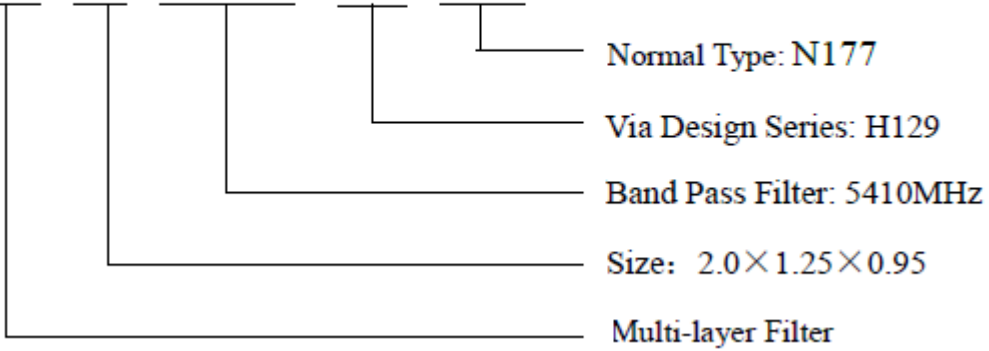 Normal Type: N177
Via Design Series: H129
Band Pass Filter: 5410MHz
Size：2.0×1.25×0.95
Multi-layer Filter